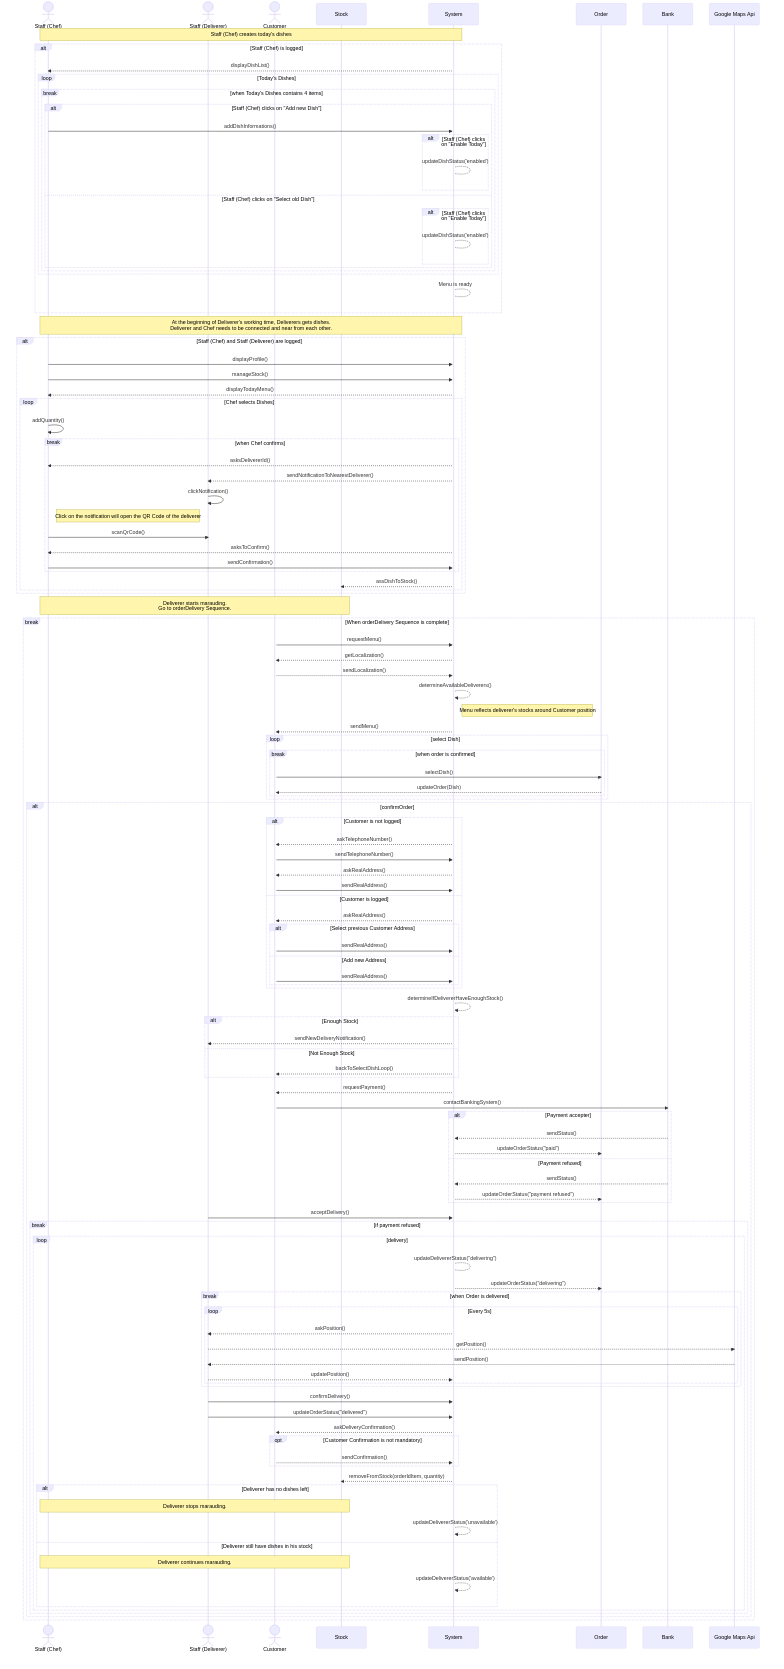 Staff (Chef)
Staff (Deliverer)
Customer
Stock
System
Order
Bank
Google Maps Api
Staff (Chef) creates today's dishes
alt
[Staff (Chef) is logged]
displayDishList()
loop
[Today's Dishes]
break
[when Today's Dishes contains 4 items]
alt
[Staff (Chef) clicks on "Add new Dish"]
addDishInformations()
alt
[Staff (Chef) clicks
on "Enable Today"]
updateDishStatus('enabled')
[Staff (Chef) clicks on "Select old Dish"]
alt
[Staff (Chef) clicks
on "Enable Today"]
updateDishStatus('enabled')
Menu is ready
At the beginning of Deliverer's working time, Deliverers gets dishes.
Deliverer and Chef needs to be connected and near from each other.
alt
[Staff (Chef) and Staff (Deliverer) are logged]
displayProfile()
manageStock()
displayTodayMenu()
loop
[Chef selects Dishes]
addQuantity()
break
[when Chef confirms]
asksDelivererId()
sendNotificationToNearestDeliverer()
clickNotification()
Click on the notification will open the QR Code of the deliverer
scanQrCode()
asksToConfirm()
sendConfirmation()
assDishToStock()
Deliverer starts marauding.
Go to orderDelivery Sequence.
break
[When orderDelivery Sequence is complete]
requestMenu()
getLocalization()
sendLocalization()
determineAvailableDeliverers()
Menu reflects deliverer's stocks around Customer position
sendMenu()
loop
[select Dish]
break
[when order is confirmed]
selectDish()
updateOrder(Dish)
alt
[confirmOrder]
alt
[Customer is not logged]
askTelephoneNumber()
sendTelephoneNumber()
askRealAddress()
sendRealAddress()
[Customer is logged]
askRealAddress()
alt
[Select previous Customer Address]
sendRealAddress()
[Add new Address]
sendRealAddress()
determineIfDelivererHaveEnoughStock()
alt
[Enough Stock]
sendNewDeliveryNotification()
[Not Enough Stock]
backToSelectDishLoop()
requestPayment()
contactBankingSystem()
alt
[Payment accepter]
sendStatus()
updateOrderStatus("paid")
[Payment refused]
sendStatus()
updateOrderStatus("payment refused")
acceptDelivery()
break
[if payment refused]
loop
[delivery]
updateDelivererStatus("delivering")
updateOrderStatus("delivering")
break
[when Order is delivered]
loop
[Every 5s]
askPosition()
getPosition()
sendPosition()
updatePosition()
confirmDelivery()
updateOrderStatus("delivered")
askDeliveryConfirmation()
opt
[Customer Confirmation is not mandatory]
sendConfirmation()
removeFromStock(orderIdItem, quantity)
alt
[Deliverer has no dishes left]
Deliverer stops marauding.
updateDelivererStatus('unavailable')
[Deliverer still have dishes in his stock]
Deliverer continues marauding.
updateDelivererStatus('available')
Staff (Chef)
Staff (Deliverer)
Customer
Stock
System
Order
Bank
Google Maps Api